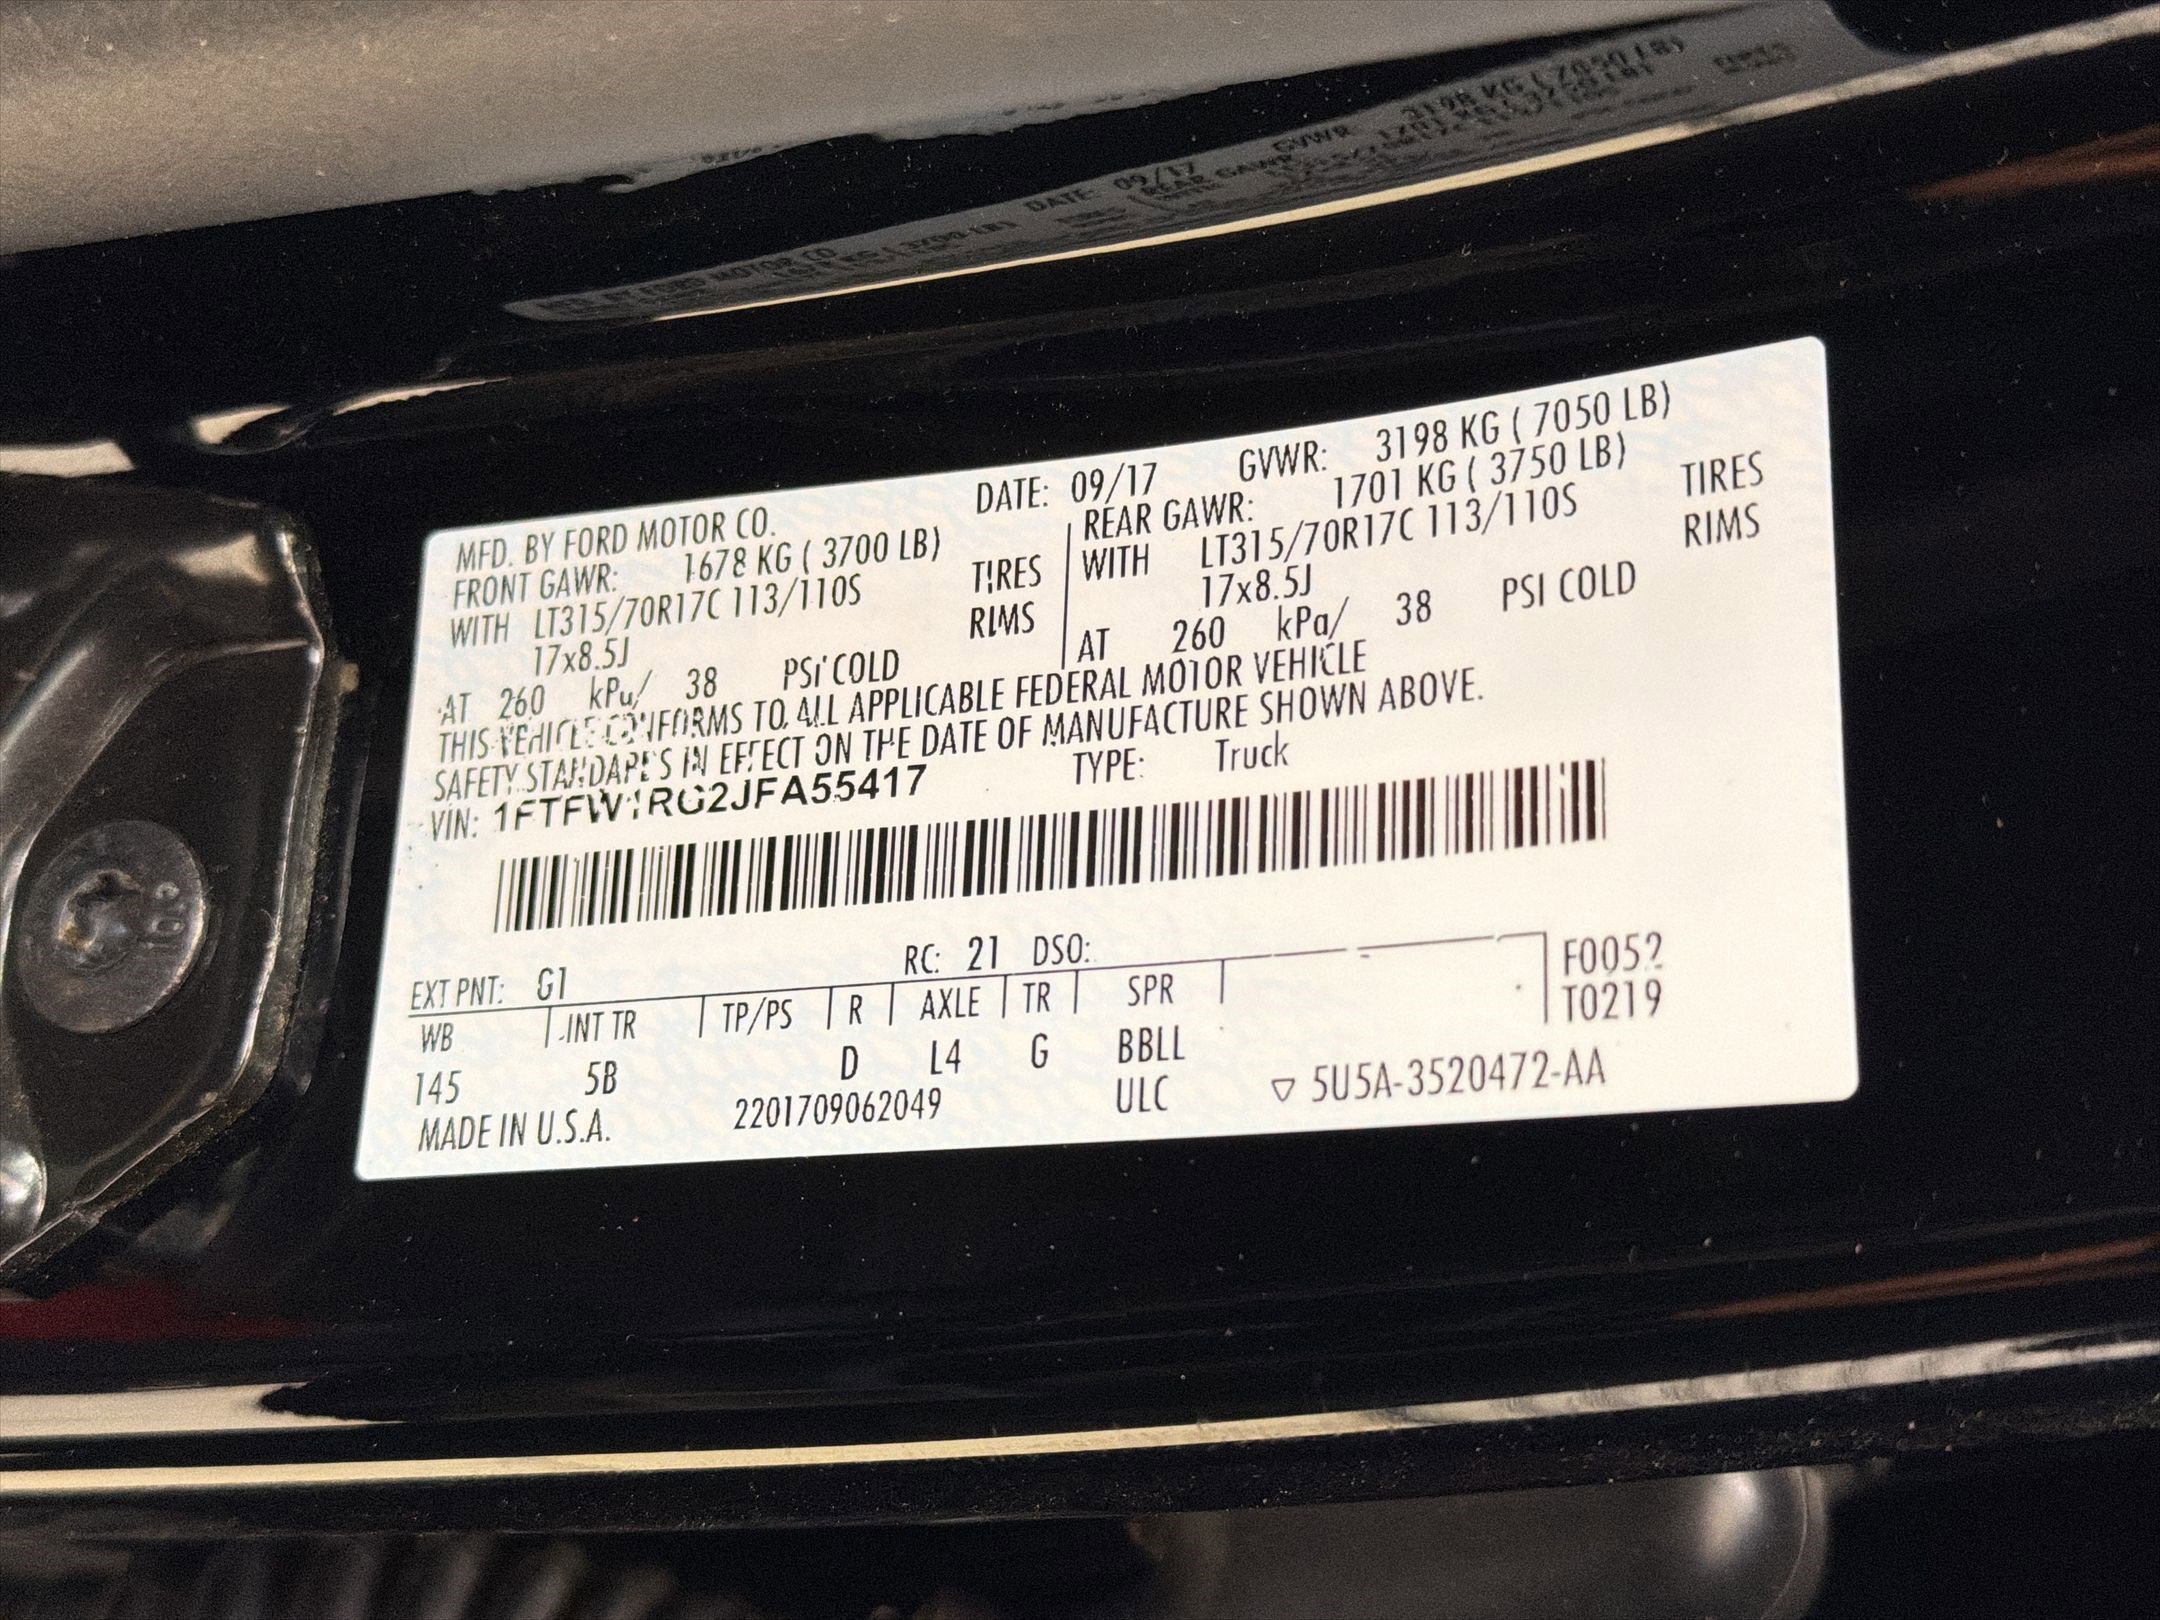 MFD. BY FORD MOTOR CO. DATE: 09/17 GVWR: 3198 KG ( 7050 LB)
FRONT GAWR: 1678 KG ( 3700 LB) REAR GAWR: 1701 KG ( 3750 LB)
WITH LT315/70R17C 113/110S TIRES WITH LT315/70R17C 113/110S TIRES
17x8.5J RIMS 17x8.5J RIMS
AT 260 kPa/ 38 PSI COLD AT 260 kPa/ 38 PSI COLD
THIS VEHICLE CONFORMS TO ALL APPLICABLE FEDERAL MOTOR VEHICLE
SAFETY STANDARDS IN EFFECT ON THE DATE OF MANUFACTURE SHOWN ABOVE.
VIN: 1FTFW1RG2JFA55417 TYPE: Truck
EXT PNT: G1 RC: 21 DSO: F0052
WB INT TR TP/PS R AXLE TR SPR T0219
145 5B D L4 G BBLL
MADE IN U.S.A. 2201709062049 ULC ▽ 5U5A-3520472-AA